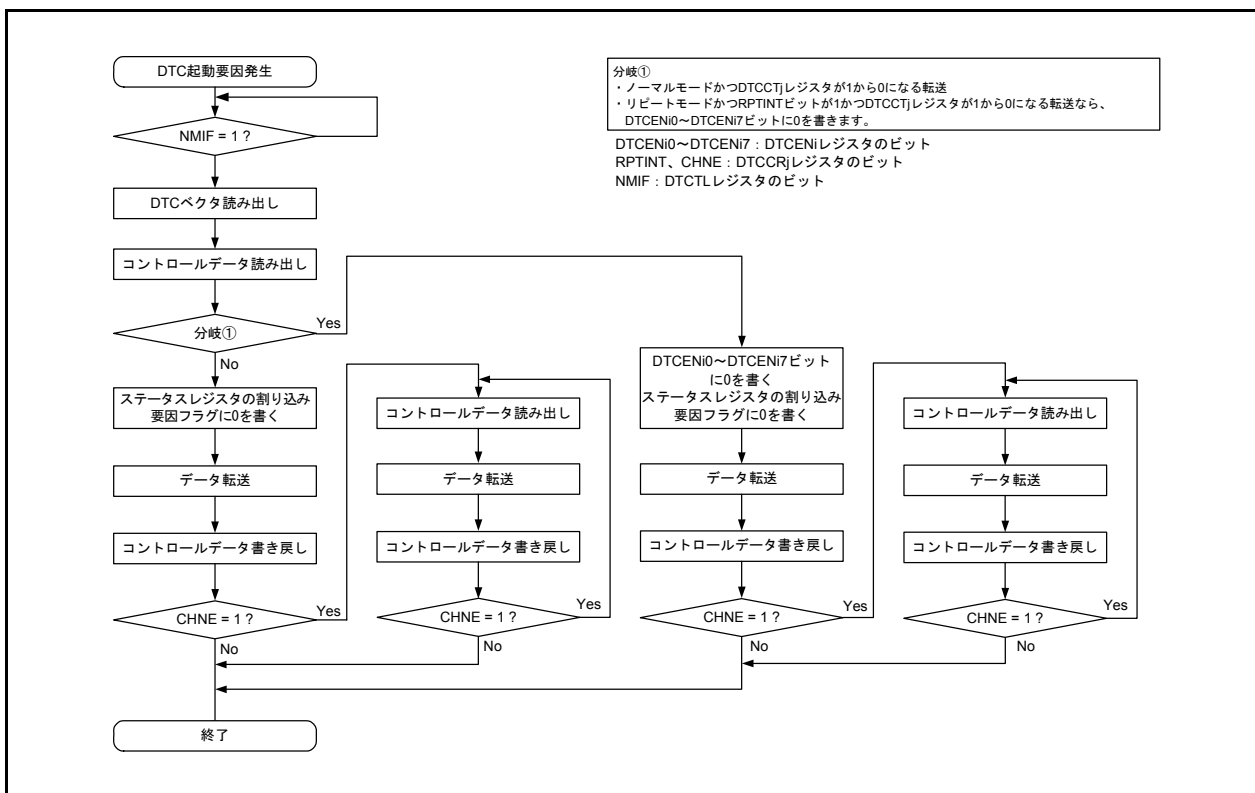 DTC起動要因発生
NMIF = 1 ?
DTCベクタ読み出し
コントロールデータ読み出し
分岐①
Yes
No
ステータスレジスタの割り込み
要因フラグに0を書く
データ転送
コントロールデータ書き戻し
CHNE = 1 ?
Yes
No
終了
コントロールデータ読み出し
データ転送
コントロールデータ書き戻し
CHNE = 1 ?
Yes
No
分岐①
・ノーマルモードかつDTCCTjレジスタが1から0になる転送
・リピートモードかつRPTINTビットが1かつDTCCTjレジスタが1から0になる転送なら、
DTCENi0～DTCENi7ビットに0を書きます。
DTCENi0～DTCENi7：DTCENiレジスタのビット
RPTINT、CHNE：DTCCRjレジスタのビット
NMIF：DTCTLレジスタのビット
DTCENi0～DTCENi7ビット
に0を書く
ステータスレジスタの割り込み
要因フラグに0を書く
データ転送
コントロールデータ書き戻し
CHNE = 1 ?
Yes
No
コントロールデータ読み出し
データ転送
コントロールデータ書き戻し
CHNE = 1 ?
Yes
No